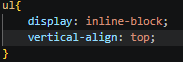 ul{
    display: inline-block;
    vertical-align: top;
}